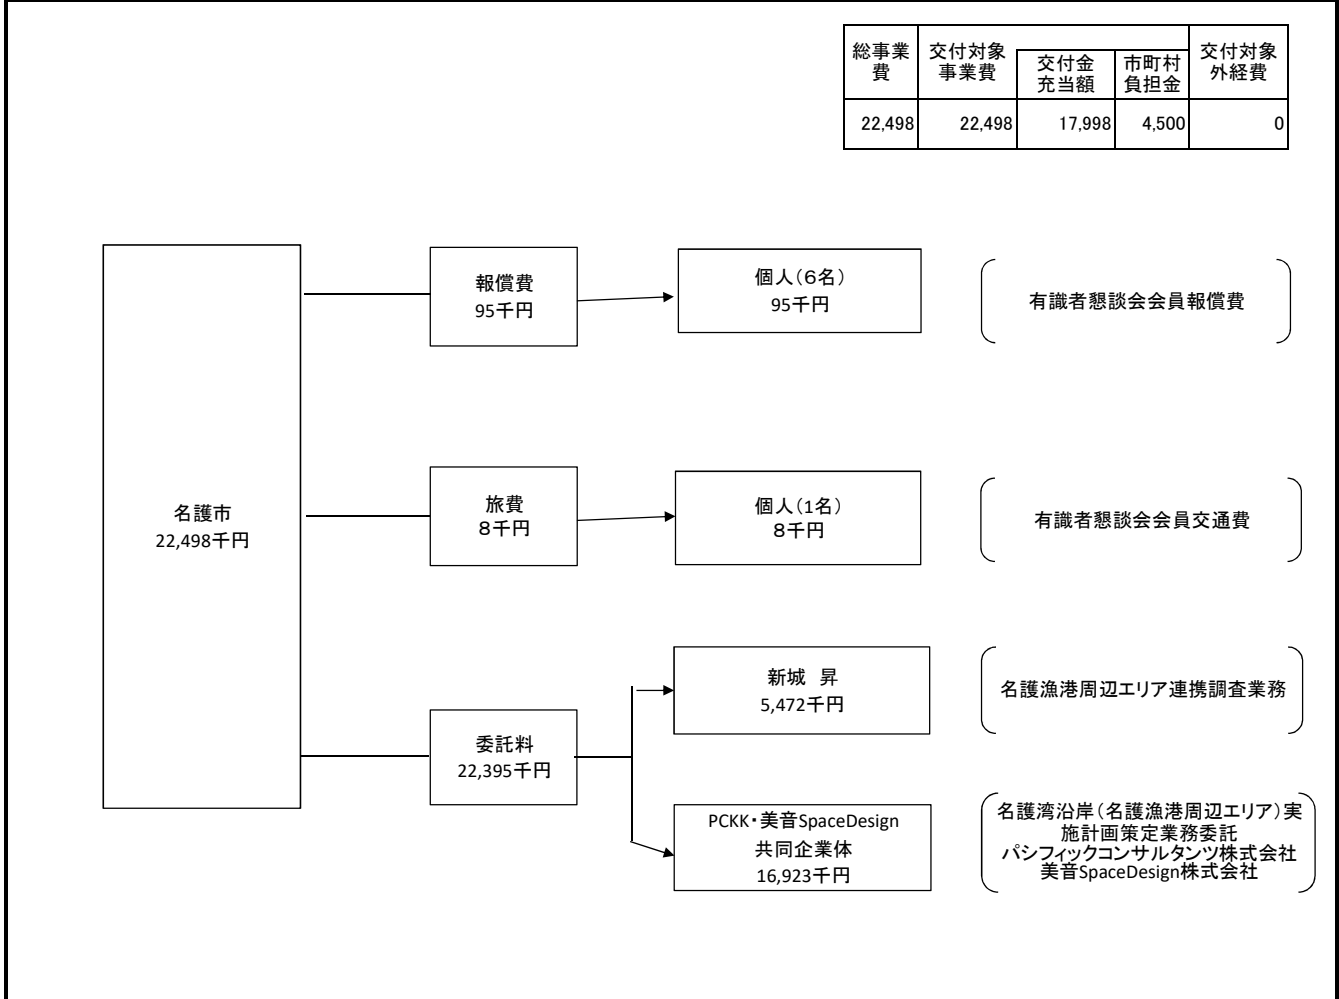 総事業
費
交付対象
事業費
交付金
充当額
市町村
負担金
交付対象
外経費
22,498
22,498
17,998
4,500
0
報償費
95千円
個人(６名)
95千円
有識者懇談会会員報償費
名護市
22,498千円
旅費
８千円
個人(1名)
８千円
有識者懇談会会員交通費
委託料
22,395千円
新城　昇
5,472千円
名護漁港周辺エリア連携調査業務
PCKK・美音SpaceDesign
共同企業体
16,923千円
名護湾沿岸(名護漁港周辺エリア)実
施計画策定業務委託
パシフィックコンサルタンツ株式会社
美音SpaceDesign株式会社